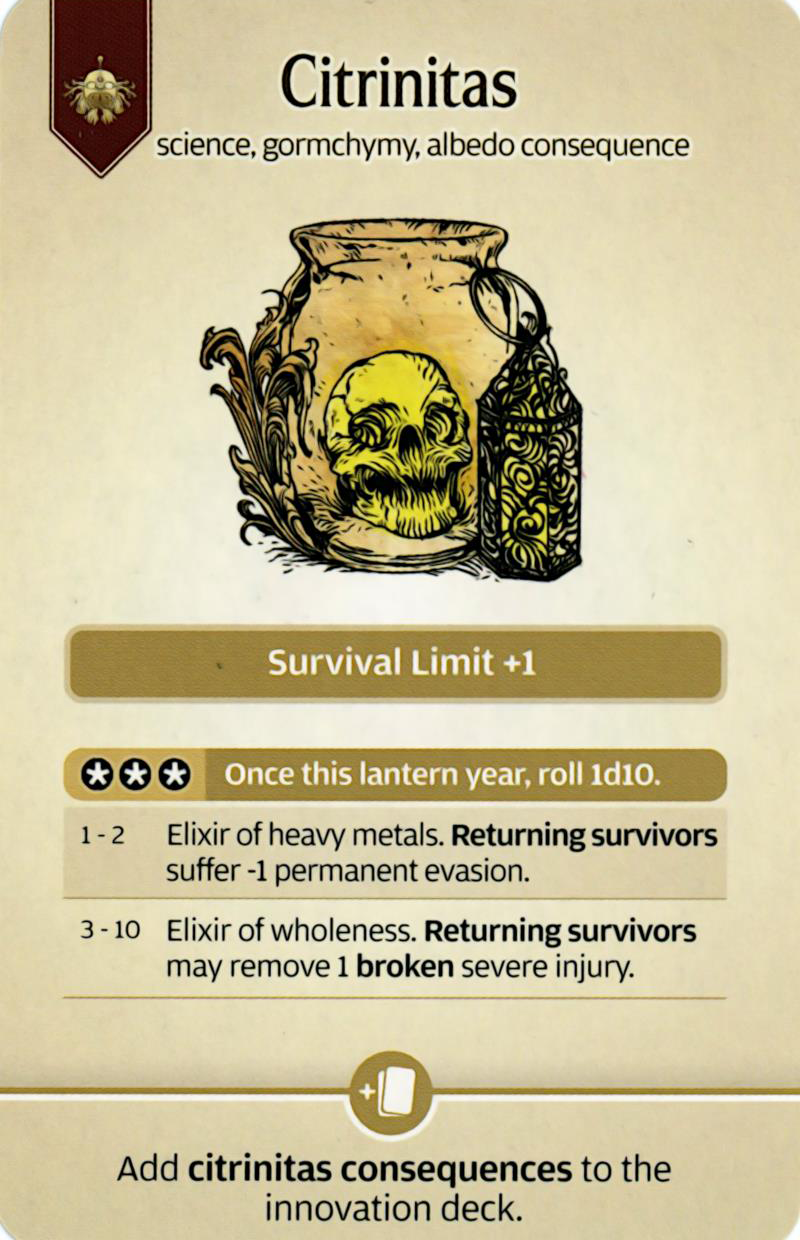 Citrinitas
science, gormchymy, albedo consequence
Survival Limit +1
Once this lantern year, roll 1d10.
1 - 2 Elixir of heavy metals. Returning survivors
suffer -1 permanent evasion.
3 - 10 Elixir of wholeness. Returning survivors
may remove 1 broken severe injury.
+
Add citrinitas consequences to the
innovation deck.